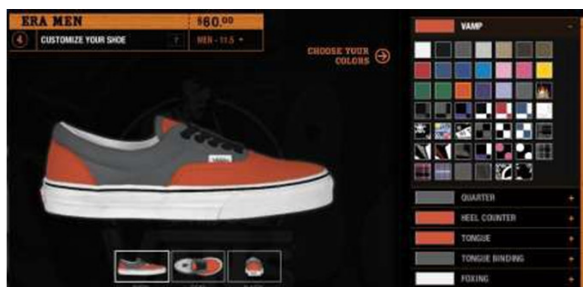 ERA MEN
$60.00
4 CUSTOMIZE YOUR SHOE ?
MEN - 11.5
CHOOSE YOUR
COLORS
VAMP
QUARTER
HEEL COUNTER
TONGUE
TONGUE BINDING
FOXING